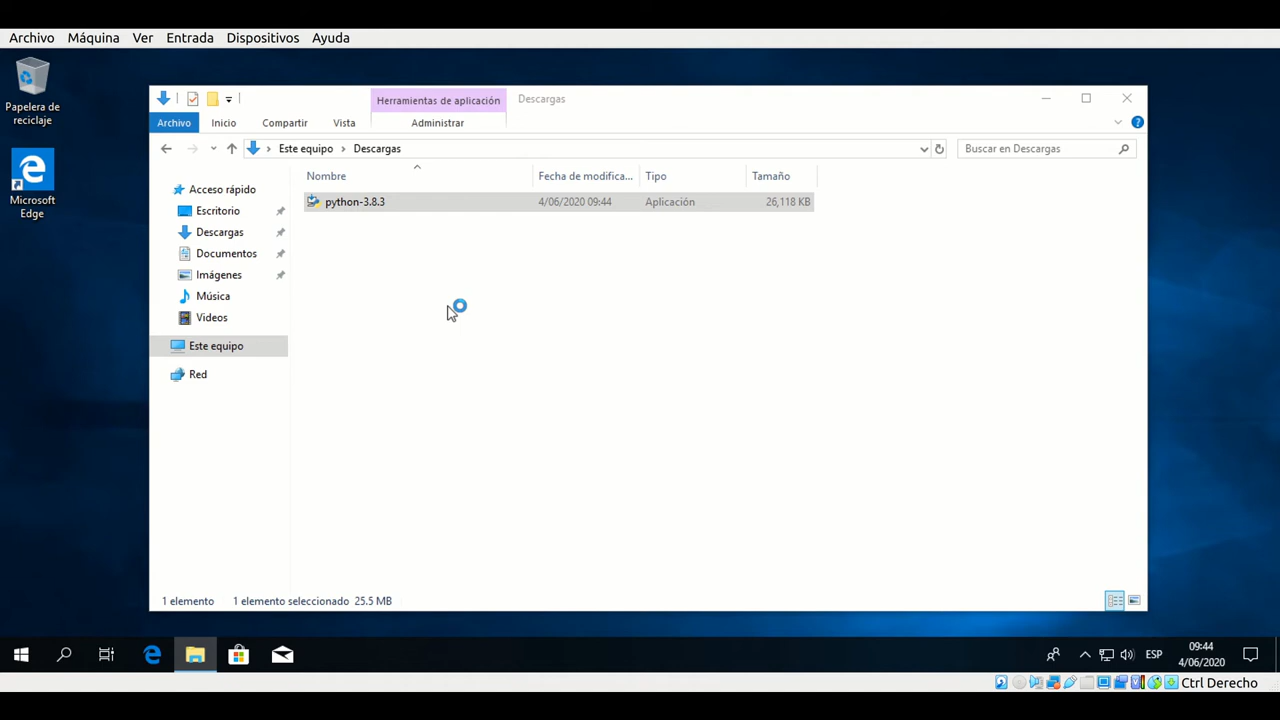 Archivo Máquina Ver Entrada Dispositivos Ayuda
Papelera de
reciclaje
Microsoft
Edge
Herramientas de aplicación Descargas
Archivo Inicio Compartir Vista Administrar
Este equipo Descargas Buscar en Descargas
Nombre Fecha de modifica... Tipo Tamaño
python-3.8.3 4/06/2020 09:44 Aplicación 26,118 KB
Acceso rápido
Escritorio
Descargas
Documentos
Imágenes
Música
Videos
Este equipo
Red
1 elemento 1 elemento seleccionado 25.5 MB
ESP
09:44
4/06/2020
Ctrl Derecho